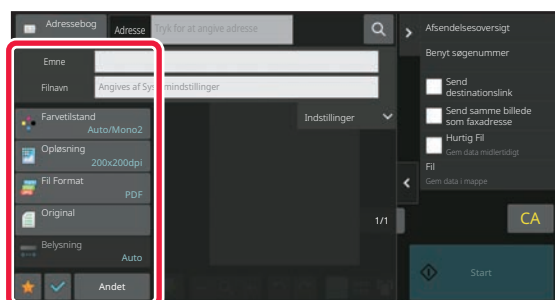 Adressebog
Adresse
Tryk for at angive adresse
Emne
Filnavn
Angives af Systemindstillinger
Farvetilstand
Auto/Mono2
Opløsning
200x200dpi
Fil Format
PDF
Original
Belysning
Auto
Andet
Indstillinger
1/1
Afsendelsesoversigt
Benyt søgenummer
Send
destinationslink
Send samme billede
som faxadresse
Hurtig Fil
Gem data midlertidigt
Fil
Gem data i mappe
CA
Start